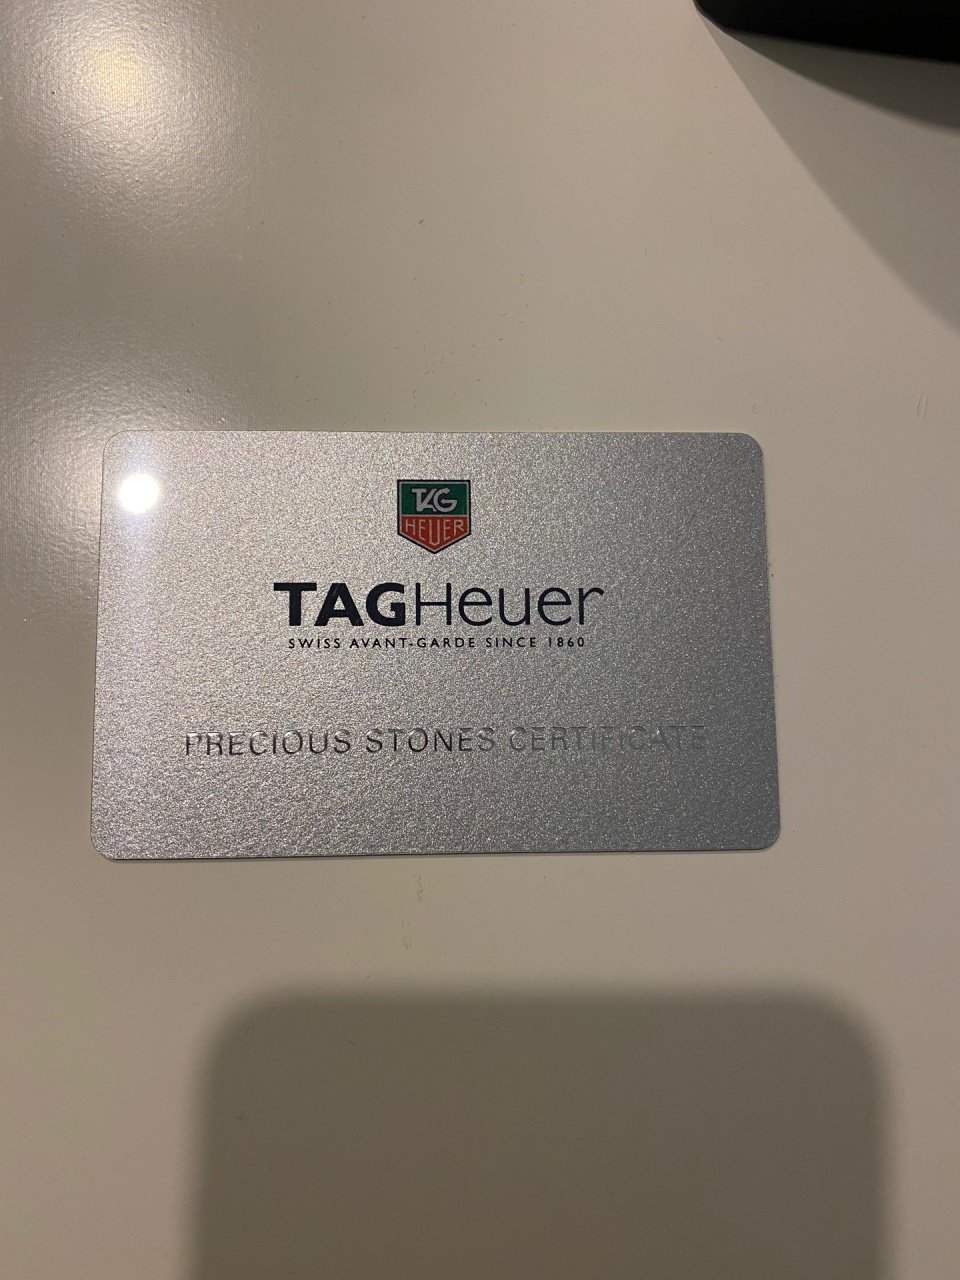 TAG
HEUER
TAGHeuer
SWISS AVANT-GARDE SINCE 1860
PRECIOUS STONES CERTIFICATE